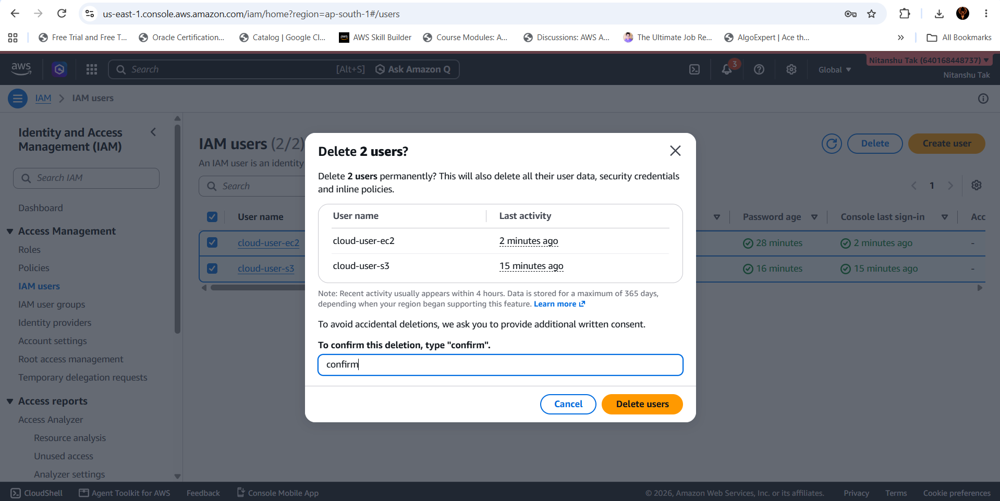 us-east-1.console.aws.amazon.com/iam/home?region=ap-south-1#/users
Free Trial and Free T...
Oracle Certification...
Catalog | Google Cl...
aws
AWS Skill Builder
Course Modules: A...
Discussions: AWS A...
The Ultimate Job Re...
AlgoExpert | Ace th...
All Bookmarks
aws
Search
[Alt+S]
Ask Amazon Q
3
Global
Nitanshu Tak (640168448737)
Nitanshu Tak
IAM
IAM users
Identity and Access
Management (IAM)
Search IAM
Dashboard
Access Management
Roles
Policies
IAM users
IAM user groups
Identity providers
Account settings
Root access management
Temporary delegation requests
Access reports
Access Analyzer
Resource analysis
Unused access
Analyzer settings
IAM users (2/2)
An IAM user is an identity
Search
Delete
Create user
1
User name
Password age
Console last sign-in
Acc
cloud-user-ec2
28 minutes
2 minutes ago
-
cloud-user-s3
16 minutes
15 minutes ago
-
Delete 2 users?
Delete 2 users permanently? This will also delete all their user data, security credentials
and inline policies.
User name
Last activity
cloud-user-ec2
2 minutes ago
cloud-user-s3
15 minutes ago
Note: Recent activity usually appears within 4 hours. Data is stored for a maximum of 365 days,
depending when your region began supporting this feature. Learn more
To avoid accidental deletions, we ask you to provide additional written consent.
To confirm this deletion, type "confirm".
confirm
Cancel
Delete users
CloudShell
Agent Toolkit for AWS
Feedback
Console Mobile App
© 2026, Amazon Web Services, Inc. or its affiliates.
Privacy
Terms
Cookie preferences